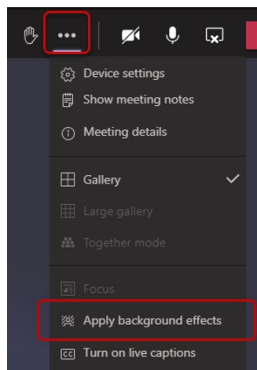 Device settings
Show meeting notes
Meeting details
Gallery
Large gallery
Together mode
Focus
Apply background effects
CC Turn on live captions